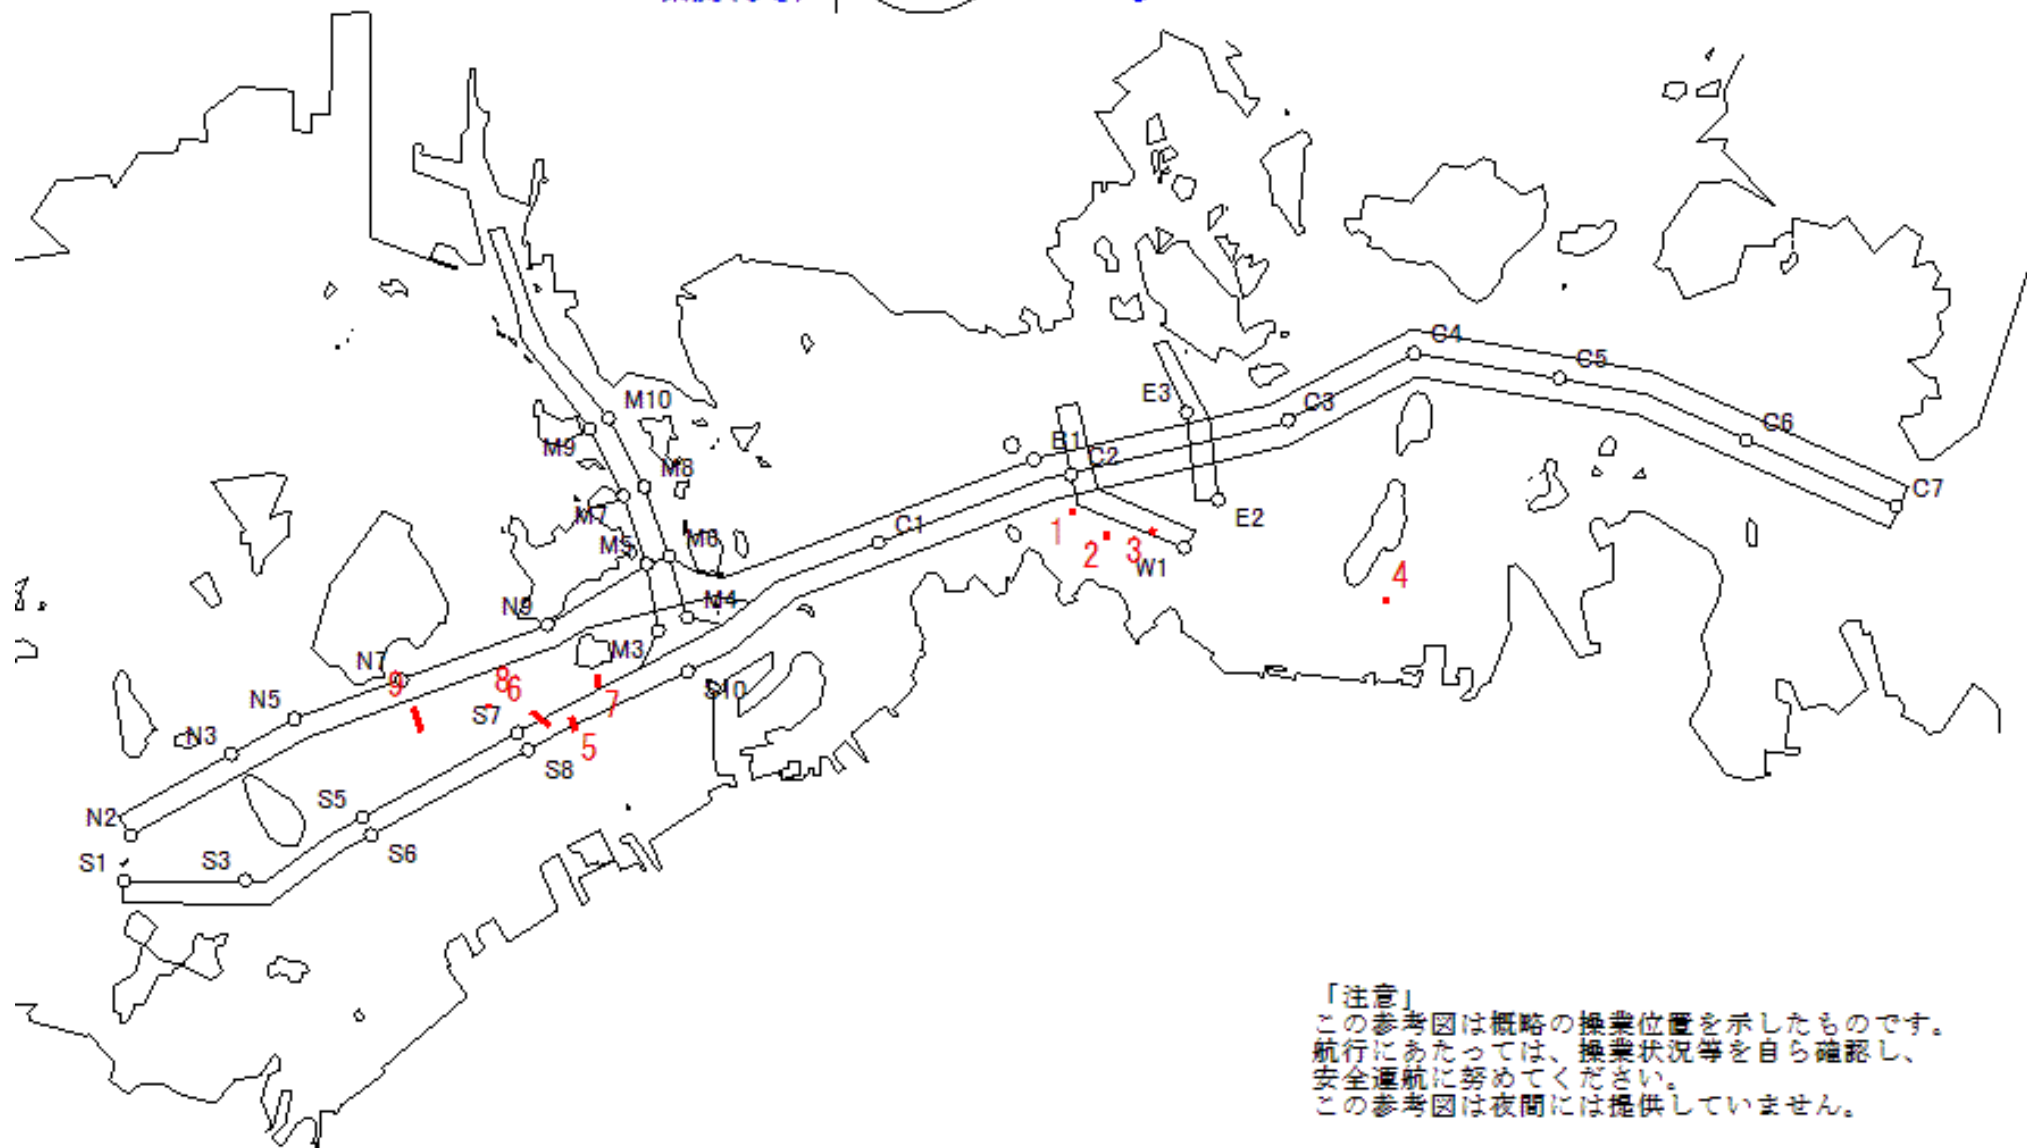 C4
C5
M10
E3
C3
C6
M9
B1
C2
M8
C7
M7
E2
C1
1
M5
M6
2
3
W1
4
N9
M4
N7
M3
9
8
6
S10
N5
7
S7
N3
5
S8
S5
N2
S6
S1
S3
「注意」
この参考図は概略の操業位置を示したものです。
航行にあたっては、操業状況等を自ら確認し、
安全運航に努めてください。
この参考図は夜間には提供していません。